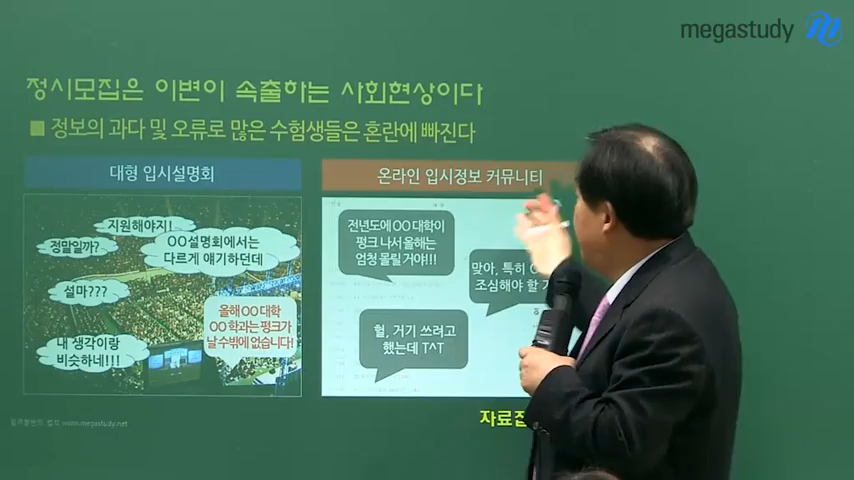 megastudy
정시모집은 이변이 속출하는 사회현상이다
■ 정보의 과다 및 오류로 많은 수험생들은 혼란에 빠진다
대형 입시설명회
온라인 입시정보 커뮤니티
지원해야지!
정말일까?
OO설명회에서는
다르게 얘기하던데
설마???
올해 OO 대학
OO 학과는 펑크가
날 수밖에 없습니다!
내 생각이랑
비슷하네!!!
전년도에 OO 대학이
펑크 나서 올해는
엄청 몰릴 거야!!!
맞아, 특히
조심해야 할
헐, 거기 쓰려고
했는데 T^T
자료집
www.megastudy.net